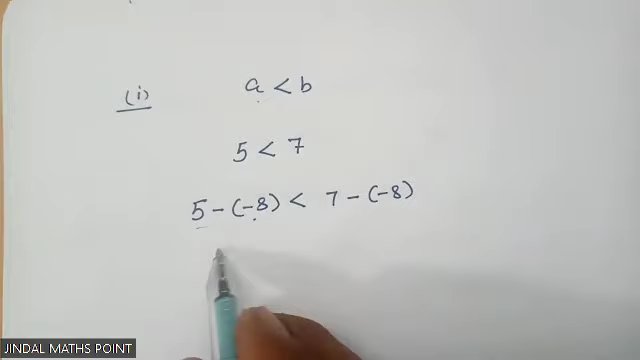 (i) a < b
5 < 7
5 - (-8) < 7 - (-8)
JINDAL MATHS POINT